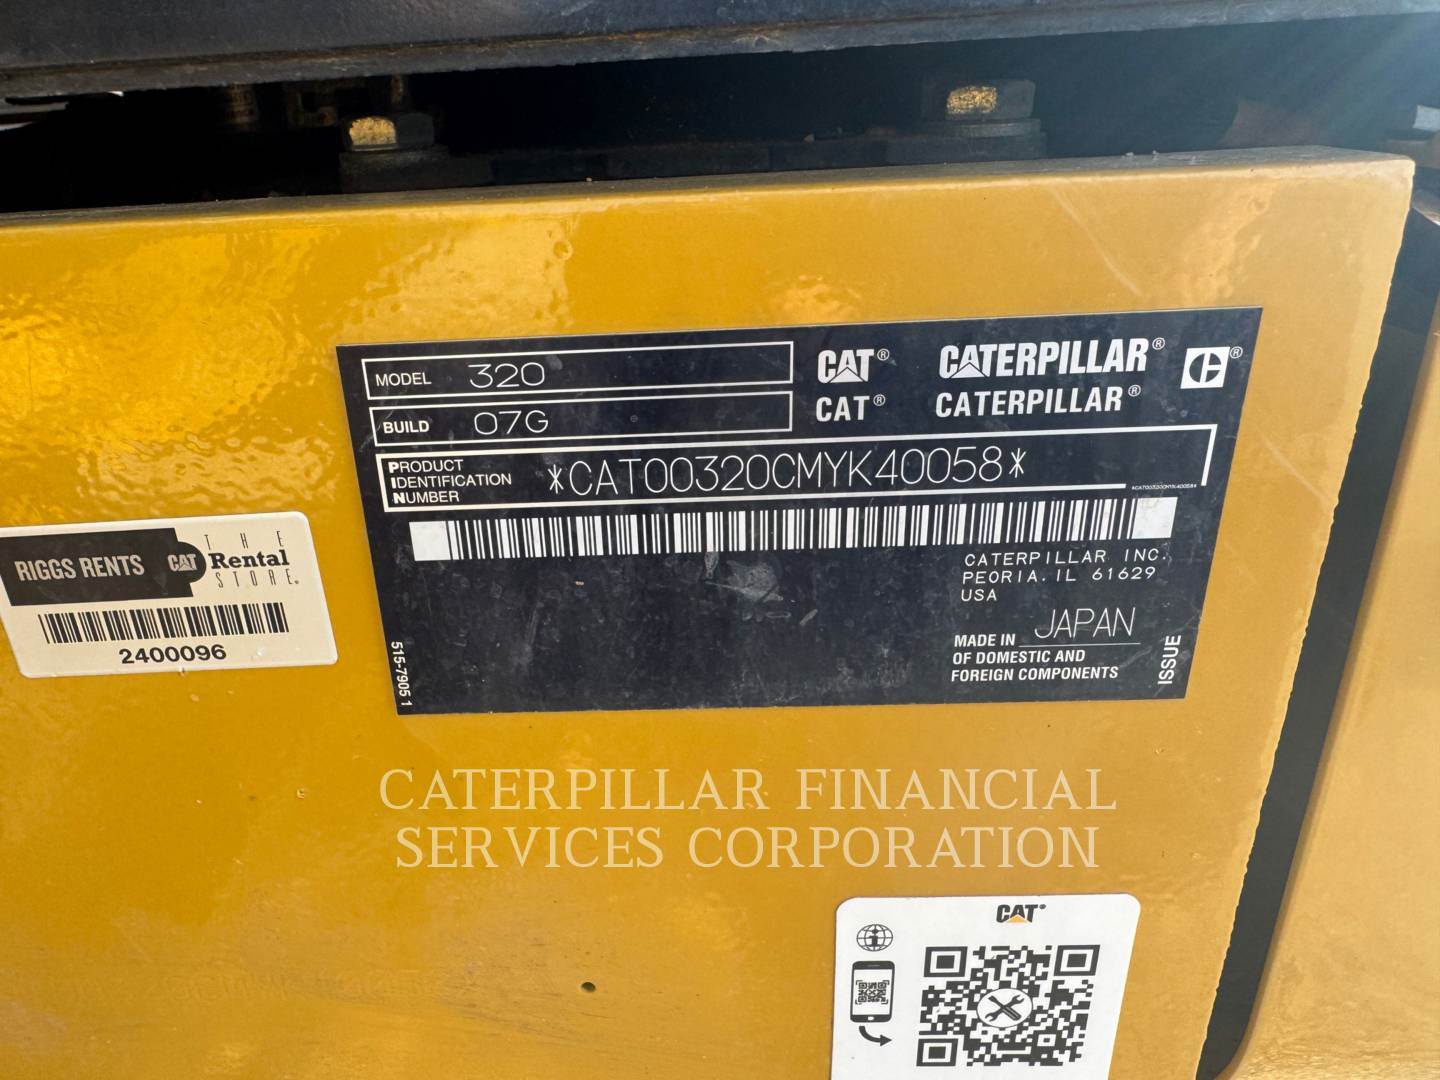 MODEL 320
BUILD 07G
CAT® CATERPILLAR®
CAT® CATERPILLAR®
PRODUCT
IDENTIFICATION
NUMBER
*CAT00320CMYK40058*
*CAT00320CMYK40058*
CATERPILLAR INC.
PEORIA, IL 61629
USA
MADE IN JAPAN
OF DOMESTIC AND
FOREIGN COMPONENTS
ISSUE
515-7905 1
RIGGS RENTS CAT
THE
Rental
STORE.
2400096
CATERPILLAR FINANCIAL
SERVICES CORPORATION
CAT®